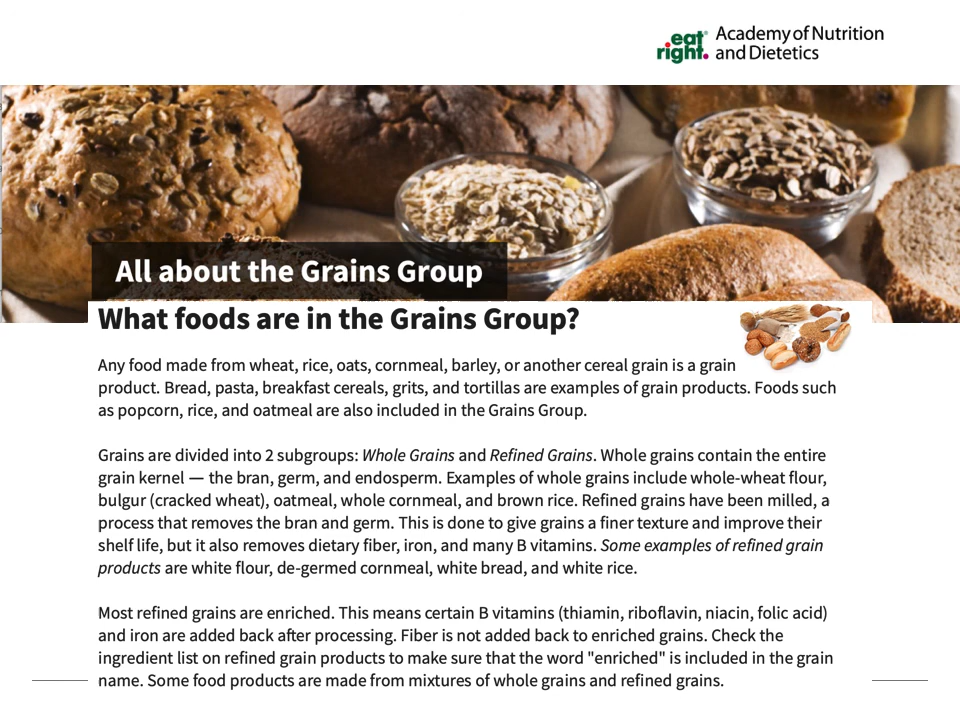 eat right. Academy of Nutrition
and Dietetics
All about the Grains Group
What foods are in the Grains Group?
Any food made from wheat, rice, oats, cornmeal, barley, or another cereal grain is a grain
product. Bread, pasta, breakfast cereals, grits, and tortillas are examples of grain products. Foods such
as popcorn, rice, and oatmeal are also included in the Grains Group.
Grains are divided into 2 subgroups: Whole Grains and Refined Grains. Whole grains contain the entire
grain kernel — the bran, germ, and endosperm. Examples of whole grains include whole-wheat flour,
bulgur (cracked wheat), oatmeal, whole cornmeal, and brown rice. Refined grains have been milled, a
process that removes the bran and germ. This is done to give grains a finer texture and improve their
shelf life, but it also removes dietary fiber, iron, and many B vitamins. Some examples of refined grain
products are white flour, de-germed cornmeal, white bread, and white rice.
Most refined grains are enriched. This means certain B vitamins (thiamin, riboflavin, niacin, folic acid)
and iron are added back after processing. Fiber is not added back to enriched grains. Check the
ingredient list on refined grain products to make sure that the word "enriched" is included in the grain
name. Some food products are made from mixtures of whole grains and refined grains.